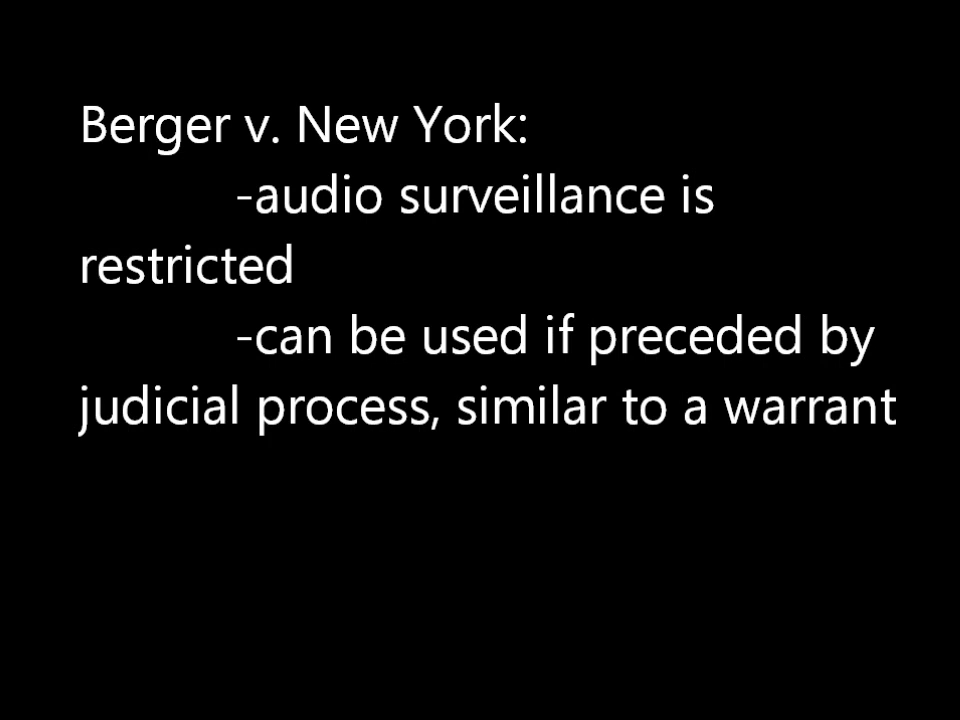 Berger v. New York:
-audio surveillance is
restricted
-can be used if preceded by
judicial process, similar to a warrant